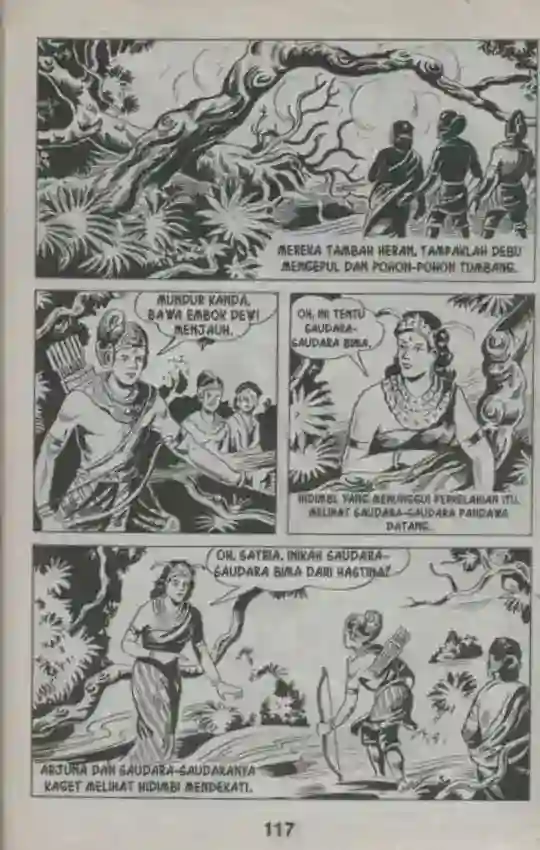 MEREKA TAMBAH HERAN, TAMPAKLAH DEBU
MENGEPUL DAN POHON-POHON TUMBANG.
MUNDUR KANDA,
BAWA EMBOK DEWI
MENJAUH.
OH, INI TENTU
SAUDARA-
SAUDARA BIMA.
HIDIMBI, YANG MENUNGGUI PERKELAHIAN ITU,
MELIHAT SAUDARA-SAUDARA PANDAWA
DATANG.
OH, SATRIA, INIKAH SAUDARA-
SAUDARA BIMA DARI HASTINA?
ARJUNA DAN SAUDARA-SAUDARANYA
KAGET MELIHAT HIDIMBI MENDEKATI.
117